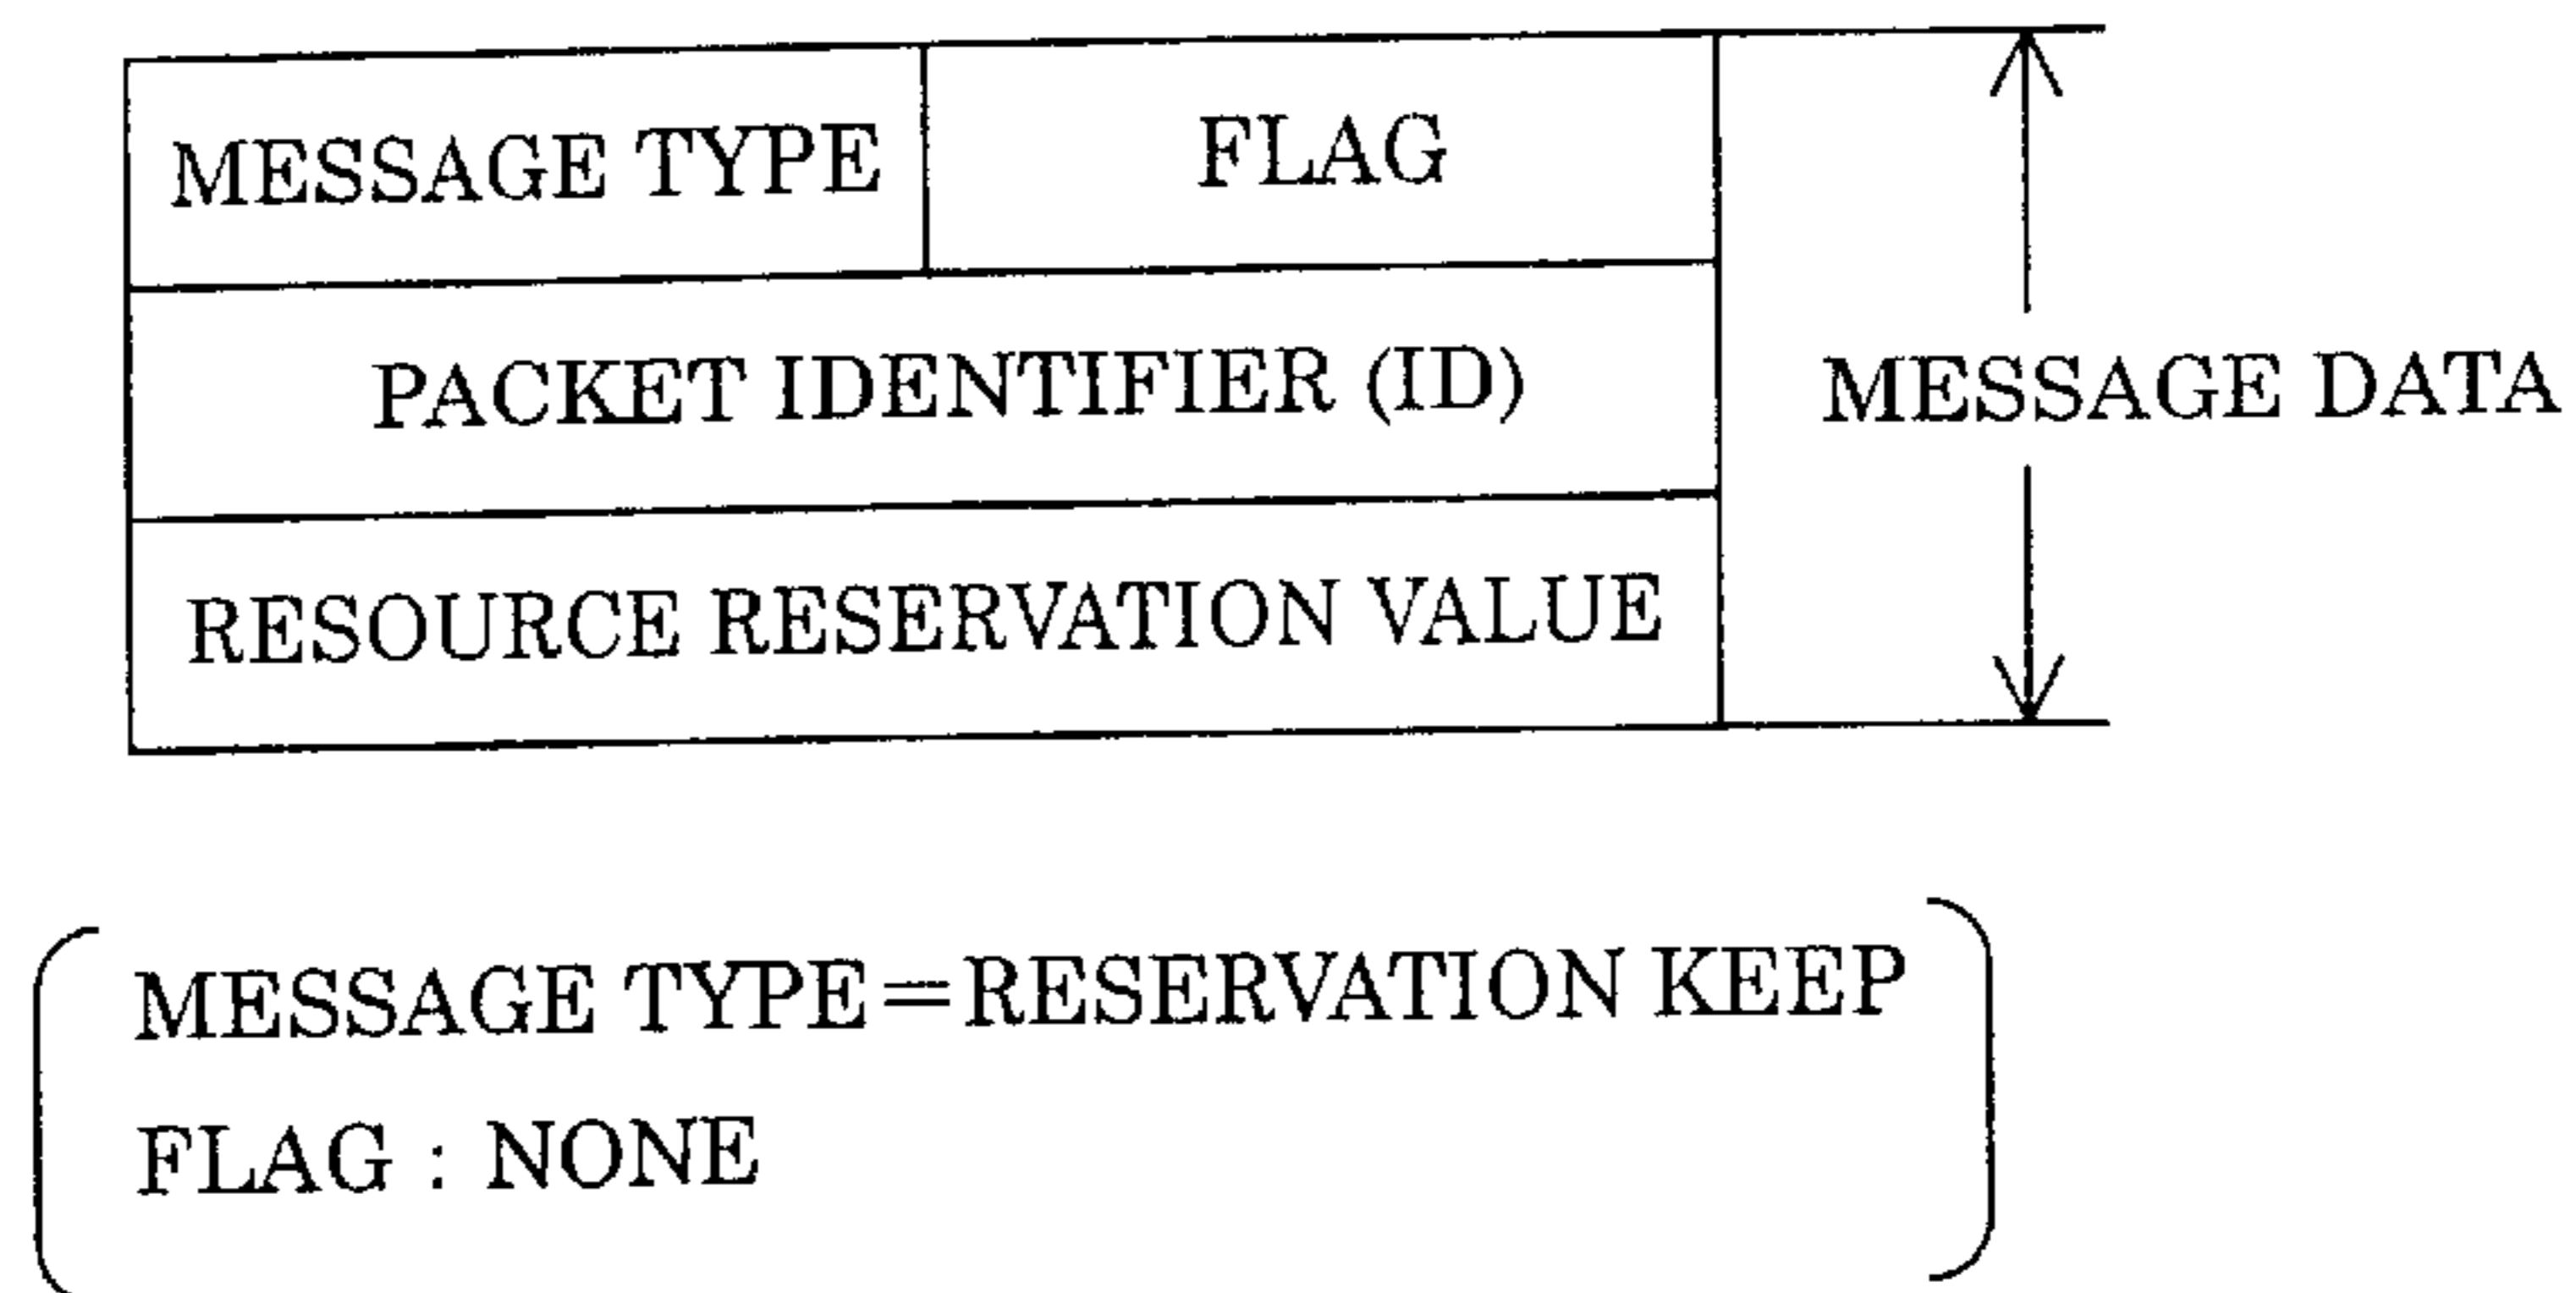 MESSAGE TYPE
FLAG
PACKET IDENTIFIER (ID)
MESSAGE DATA
RESOURCE RESERVATION VALUE
MESSAGE TYPE=RESERVATION KEEP
FLAG : NONE